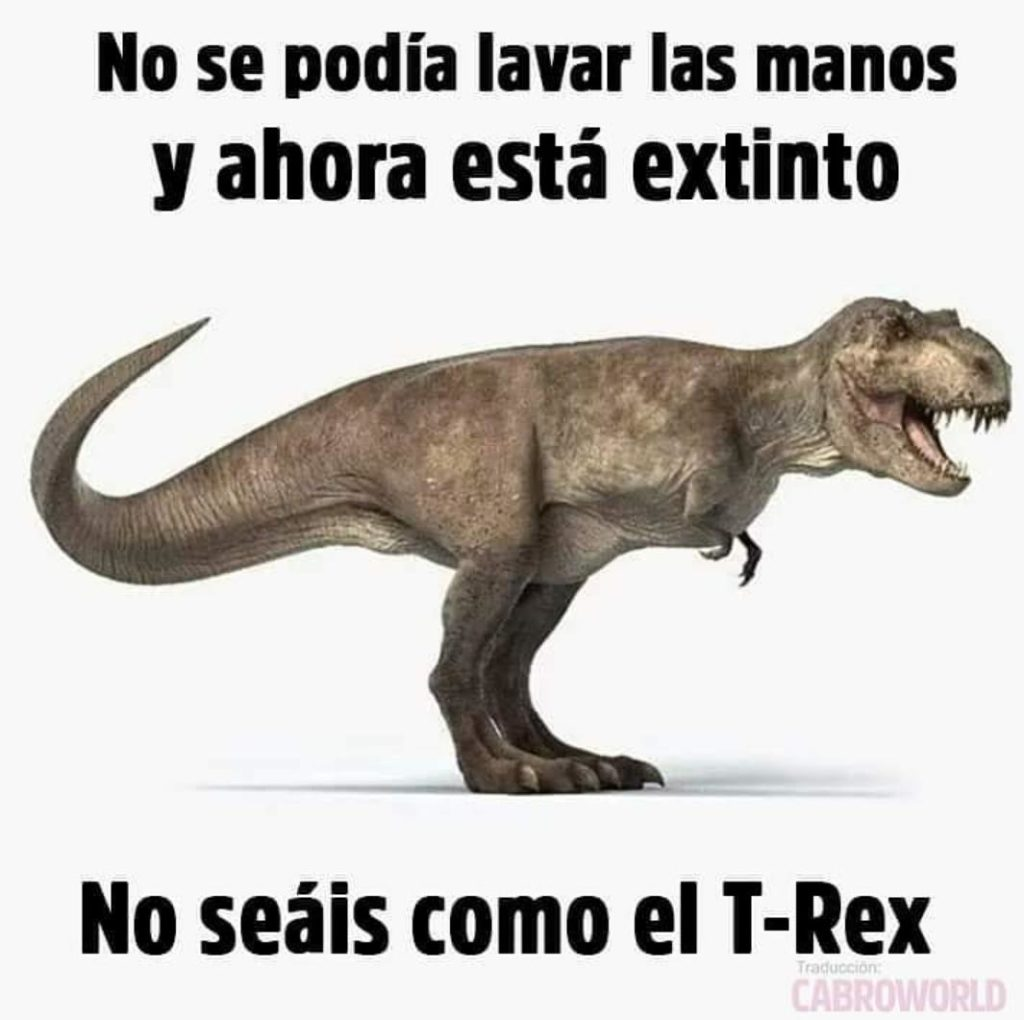 No se podía lavar las manos
y ahora está extinto
No seáis como el T-Rex
Traducción:
CABROWORLD